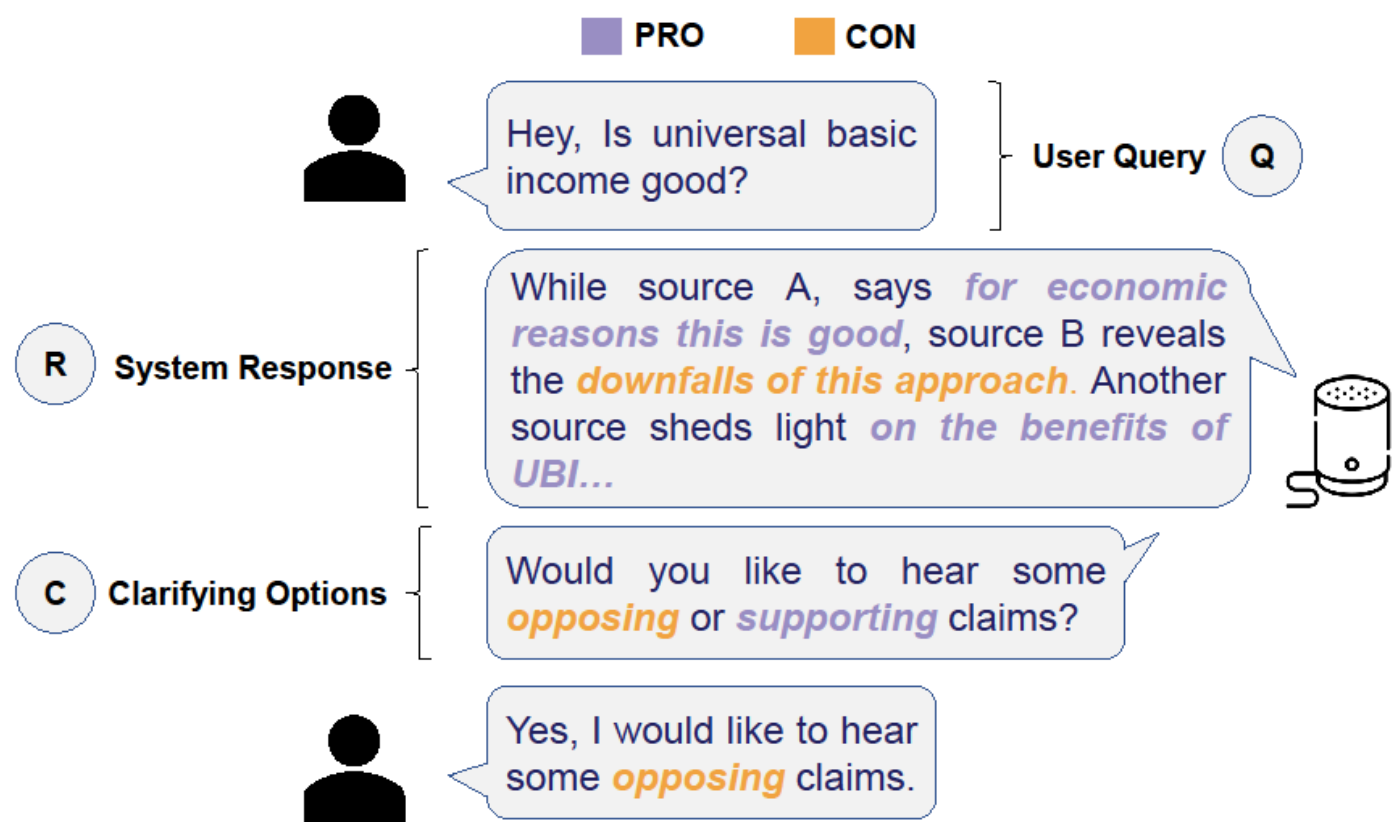 PRO CON
Hey, Is universal basic
income good?
User Query Q
While source A, says for economic
reasons this is good, source B reveals
the downfalls of this approach. Another
source sheds light on the benefits of
UBI...
R System Response
Would you like to hear some
opposing or supporting claims?
C Clarifying Options
Yes, I would like to hear
some opposing claims.